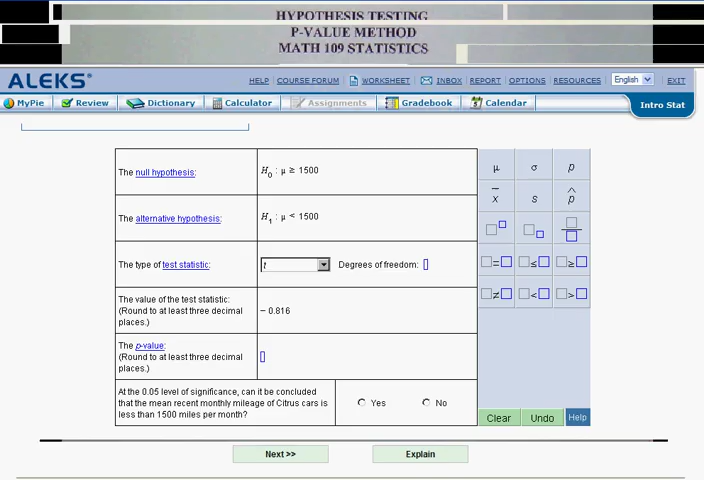 HYPOTHESIS TESTING
P-VALUE METHOD
MATH 109 STATISTICS
ALEKS®
HELP COURSE FORUM WORKSHEET INBOX REPORT OPTIONS RESOURCES English EXIT
MyPie Review Dictionary Calculator Assignments Gradebook Calendar Intro Stat
The null hypothesis: H0 : μ ≥ 1500
The alternative hypothesis: H1 : μ < 1500
The type of test statistic: t Degrees of freedom:
The value of the test statistic:
(Round to at least three decimal
places.)
− 0.816
The p-value:
(Round to at least three decimal
places.)
At the 0.05 level of significance, can it be concluded
that the mean recent monthly mileage of Citrus cars is
less than 1500 miles per month?
Yes No
μ σ p
x̄ s p̂
□□ □□ □/□
□=□ □≤□ □≥□
□≠□ □<□ □>□
Clear Undo Help
Next >> Explain